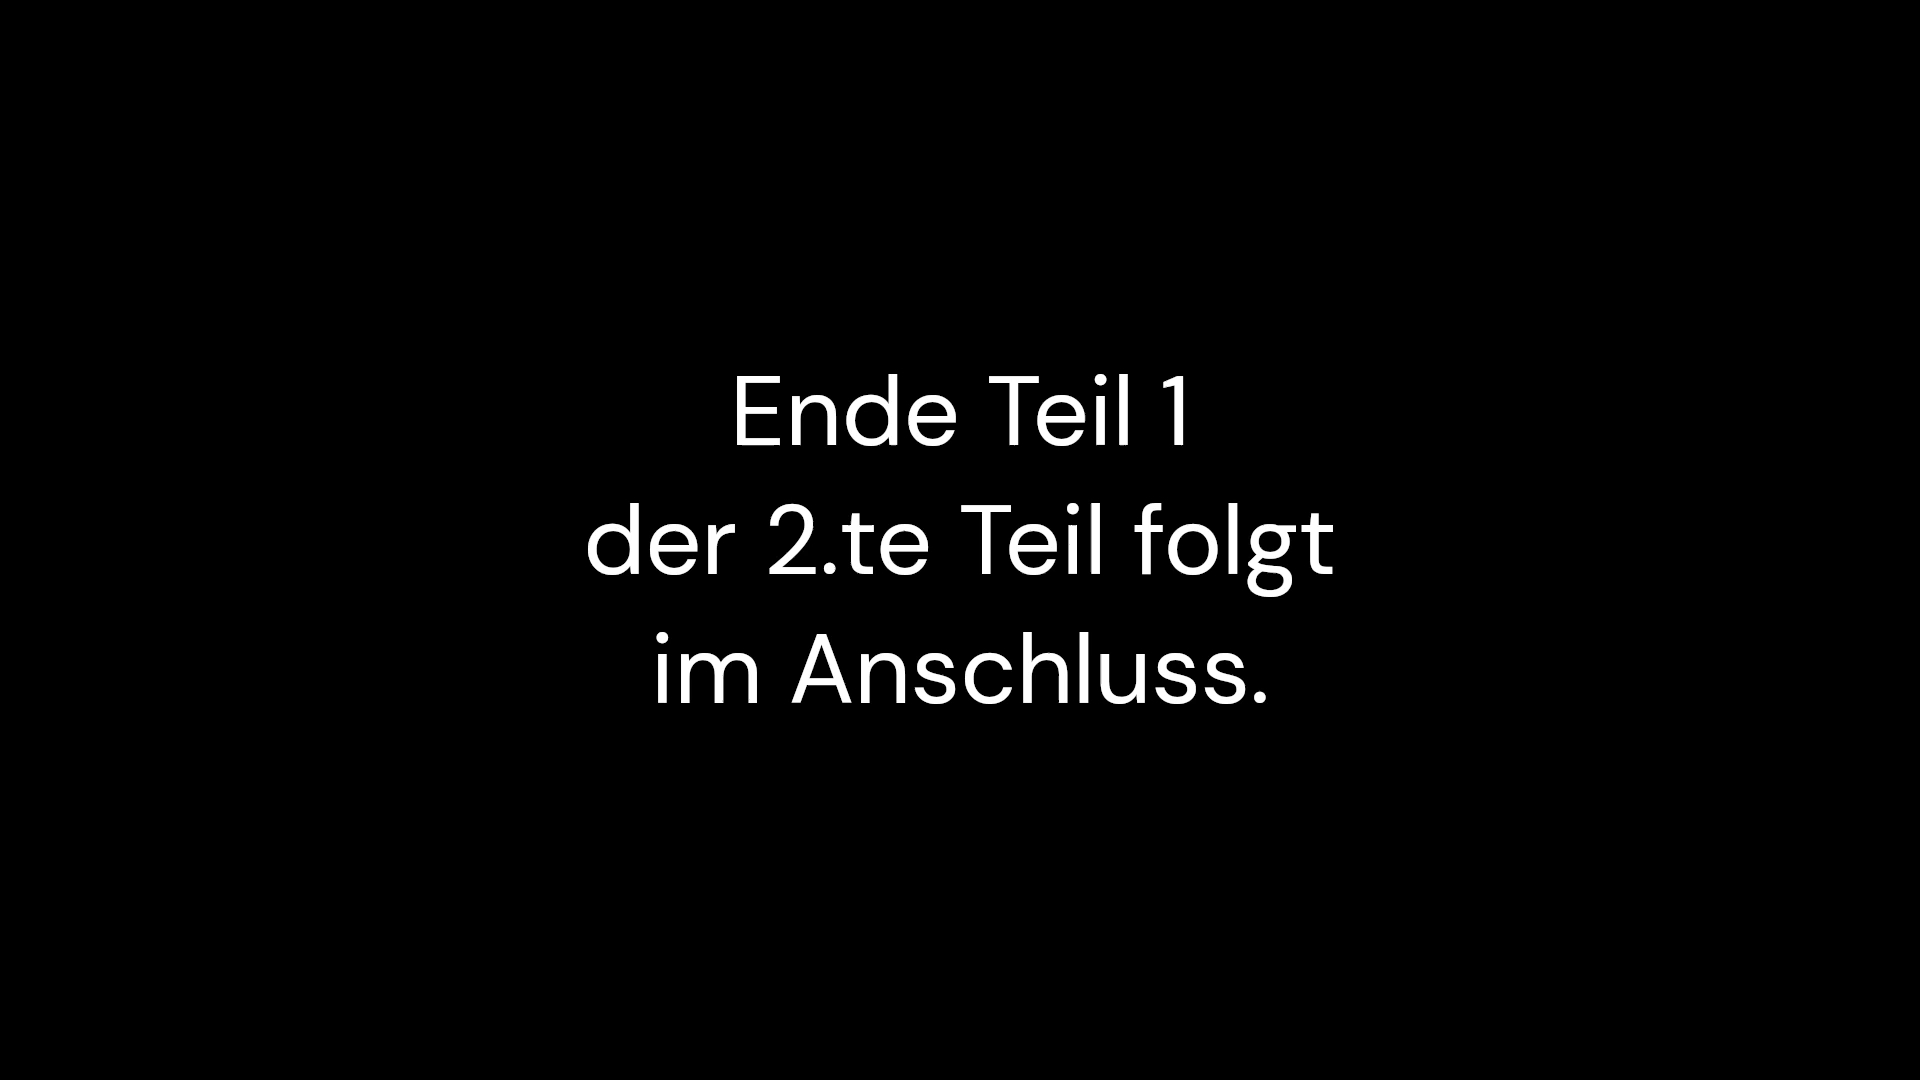 Ende Teil 1
der 2.te Teil folgt
im Anschluss.